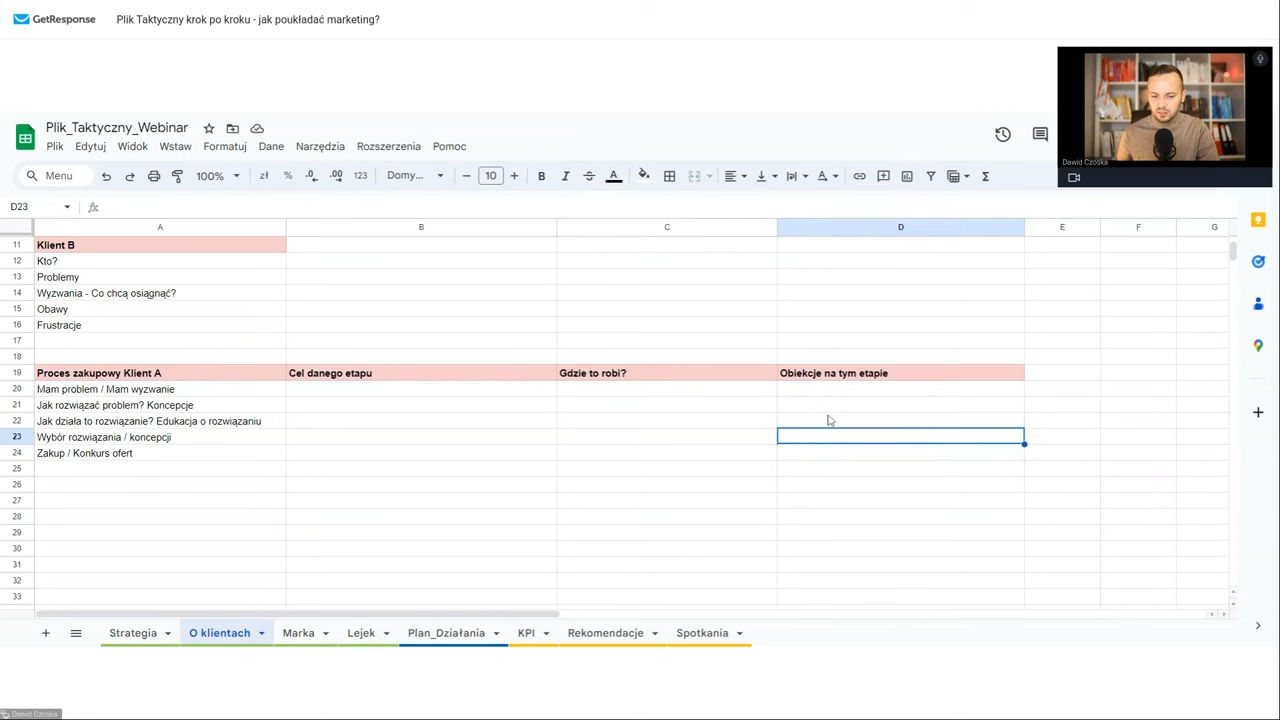 GetResponse Plik Taktyczny krok po kroku - jak poukładać marketing?
Plik_Taktyczny_Webinar
Plik Edytuj Widok Wstaw Formatuj Dane Narzędzia Rozszerzenia Pomoc
Menu 100% zł % .0 .00 123 Domy... 10 B I S A
Dawid Czoska
D23 fx
A B C D E F G
11 Klient B
12 Kto?
13 Problemy
14 Wyzwania - Co chcą osiągnąć?
15 Obawy
16 Frustracje
17
18
19 Proces zakupowy Klient A Cel danego etapu Gdzie to robi? Obiekcje na tym etapie
20 Mam problem / Mam wyzwanie
21 Jak rozwiązać problem? Koncepcje
22 Jak działa to rozwiązanie? Edukacja o rozwiązaniu
23 Wybór rozwiązania / koncepcji
24 Zakup / Konkurs ofert
25
26
27
28
29
30
31
32
33
Strategia O klientach Marka Lejek Plan_Działania KPI Rekomendacje Spotkania
Dawid Czoska